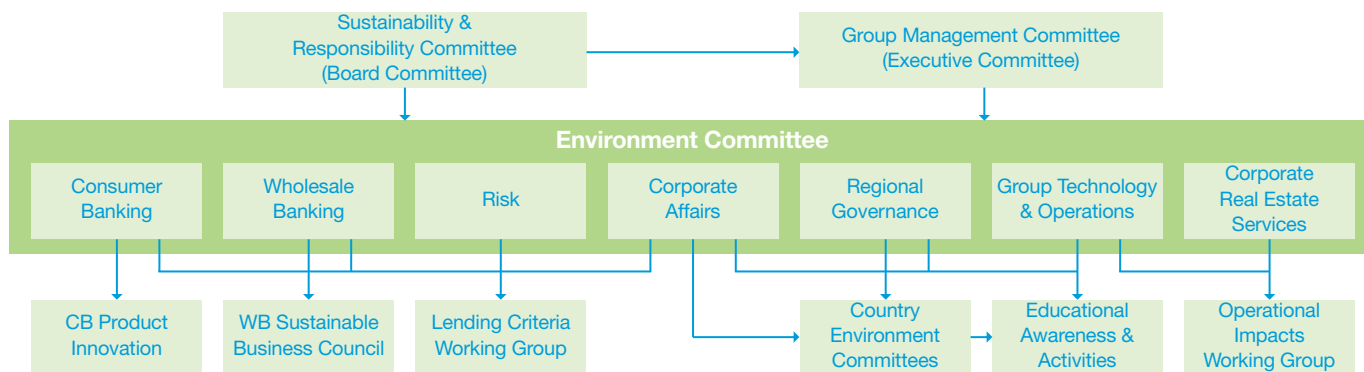 Sustainability &
Responsibility Committee
(Board Committee)
Group Management Committee
(Executive Committee)
Environment Committee
Consumer
Banking
Wholesale
Banking
Risk
Corporate
Affairs
Regional
Governance
Group Technology
& Operations
Corporate
Real Estate
Services
CB Product
Innovation
WB Sustainable
Business Council
Lending Criteria
Working Group
Country
Environment
Committees
Educational
Awareness &
Activities
Operational
Impacts
Working Group